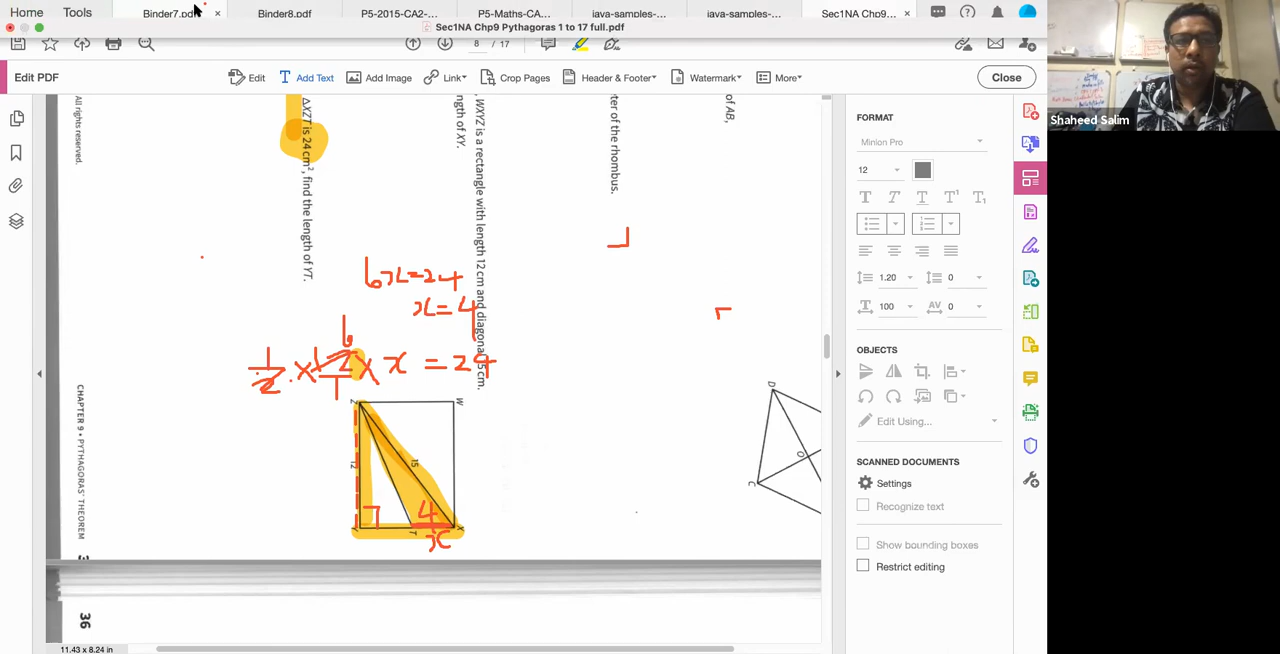 Home
Tools
Binder7.pdf
×
Binder8.pdf
P5-2015-CA2-...
P5-Maths-CA...
java-samples-...
java-samples-...
Sec1NA Chp9...
×
Sec1NA Chp9 Pythagoras 1 to 17 full.pdf
8 / 17
Edit PDF
Edit
Add Text
Add Image
Link
Crop Pages
Header & Footer
Watermark
More
Close
of AB,
ter of the rhombus.
WXYZ is a rectangle with length 12 cm and diagonal 15 cm.
ngth of XY.
ΔXZT is 24 cm², find the length of YT.
All rights reserved.
6x=24
x=4
6
1/2 × 12/1 × x = 24
Z
W
12
15
4
T
X
x
D
O
C
CHAPTER 9 • PYTHAGORAS' THEOREM
36
11.43 x 8.24 in
FORMAT
Minion Pro
12
T T T T¹ T₁
1.20
0
100
AV
0
OBJECTS
Edit Using...
SCANNED DOCUMENTS
Settings
Recognize text
Show bounding boxes
Restrict editing
Shaheed Salim